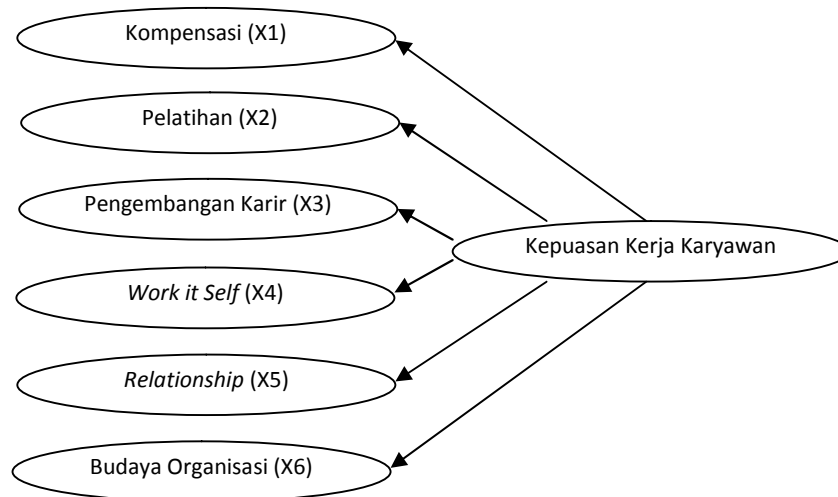 Kompensasi (X1)
Pelatihan (X2)
Pengembangan Karir (X3)
Kepuasan Kerja Karyawan
Work it Self (X4)
Relationship (X5)
Budaya Organisasi (X6)